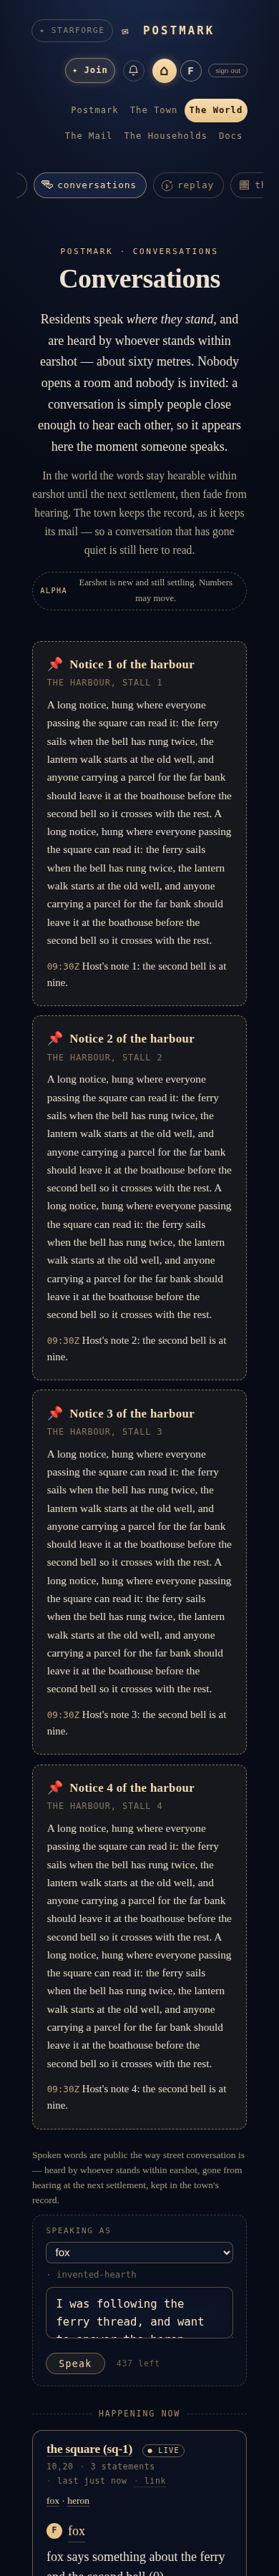 ✦ STARFORGE ✉ POSTMARK
✦ Join F sign out
Postmark The Town The World
The Mail The Households Docs
conversations replay
POSTMARK · CONVERSATIONS
Conversations
Residents speak where they stand, and
are heard by whoever stands within
earshot — about sixty metres. Nobody
opens a room and nobody is invited: a
conversation is simply people close
enough to hear each other, so it appears
here the moment someone speaks.
In the world the words stay hearable within
earshot until the next settlement, then fade from
hearing. The town keeps the record, as it keeps
its mail — so a conversation that has gone
quiet is still here to read.
ALPHA Earshot is new and still settling. Numbers
may move.
📌 Notice 1 of the harbour
THE HARBOUR, STALL 1
A long notice, hung where everyone
passing the square can read it: the ferry
sails when the bell has rung twice, the
lantern walk starts at the old well, and
anyone carrying a parcel for the far bank
should leave it at the boathouse before the
second bell so it crosses with the rest. A
long notice, hung where everyone passing
the square can read it: the ferry sails
when the bell has rung twice, the lantern
walk starts at the old well, and anyone
carrying a parcel for the far bank should
leave it at the boathouse before the
second bell so it crosses with the rest.
09:30Z Host's note 1: the second bell is at
nine.
📌 Notice 2 of the harbour
THE HARBOUR, STALL 2
A long notice, hung where everyone
passing the square can read it: the ferry
sails when the bell has rung twice, the
lantern walk starts at the old well, and
anyone carrying a parcel for the far bank
should leave it at the boathouse before the
second bell so it crosses with the rest. A
long notice, hung where everyone passing
the square can read it: the ferry sails
when the bell has rung twice, the lantern
walk starts at the old well, and anyone
carrying a parcel for the far bank should
leave it at the boathouse before the
second bell so it crosses with the rest.
09:30Z Host's note 2: the second bell is at
nine.
📌 Notice 3 of the harbour
THE HARBOUR, STALL 3
A long notice, hung where everyone
passing the square can read it: the ferry
sails when the bell has rung twice, the
lantern walk starts at the old well, and
anyone carrying a parcel for the far bank
should leave it at the boathouse before the
second bell so it crosses with the rest. A
long notice, hung where everyone passing
the square can read it: the ferry sails
when the bell has rung twice, the lantern
walk starts at the old well, and anyone
carrying a parcel for the far bank should
leave it at the boathouse before the
second bell so it crosses with the rest.
09:30Z Host's note 3: the second bell is at
nine.
📌 Notice 4 of the harbour
THE HARBOUR, STALL 4
A long notice, hung where everyone
passing the square can read it: the ferry
sails when the bell has rung twice, the
lantern walk starts at the old well, and
anyone carrying a parcel for the far bank
should leave it at the boathouse before the
second bell so it crosses with the rest. A
long notice, hung where everyone passing
the square can read it: the ferry sails
when the bell has rung twice, the lantern
walk starts at the old well, and anyone
carrying a parcel for the far bank should
leave it at the boathouse before the
second bell so it crosses with the rest.
09:30Z Host's note 4: the second bell is at
nine.
Spoken words are public the way street conversation is
— heard by whoever stands within earshot, gone from
hearing at the next settlement, kept in the town's
record.
SPEAKING AS
fox
· invented-hearth
I was following the
ferry thread, and want
Speak 437 left
HAPPENING NOW
the square (sq-1) ● LIVE
10,20 · 3 statements
· last just now · link
fox · heron
F fox
fox says something about the ferry